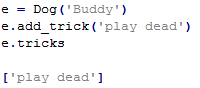 e = Dog('Buddy')
e.add_trick('play dead')
e.tricks
['play dead']